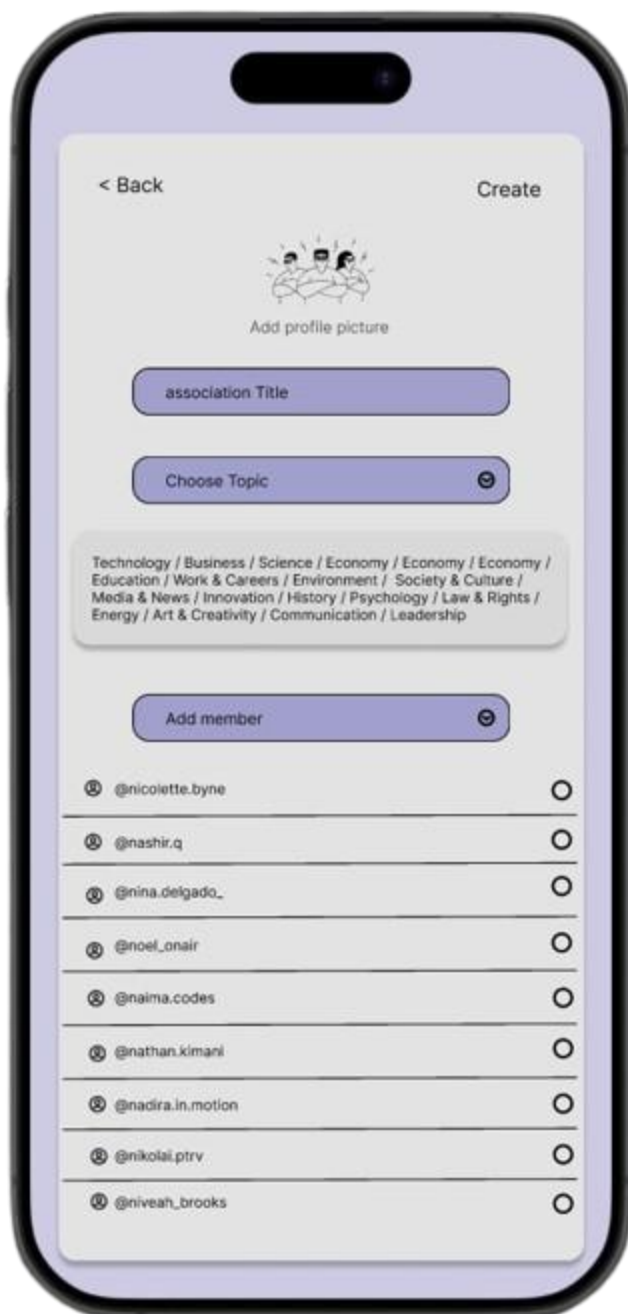 < Back
Create
Add profile picture
association Title
Choose Topic
Technology / Business / Science / Economy / Economy / Economy /
Education / Work & Careers / Environment / Society & Culture /
Media & News / Innovation / History / Psychology / Law & Rights /
Energy / Art & Creativity / Communication / Leadership
Add member
@nicolette.byne
@nashir.q
@nina.delgado_
@noel_onair
@naima.codes
@nathan.kimani
@nadira.in.motion
@nikolai.ptrv
@niveah_brooks